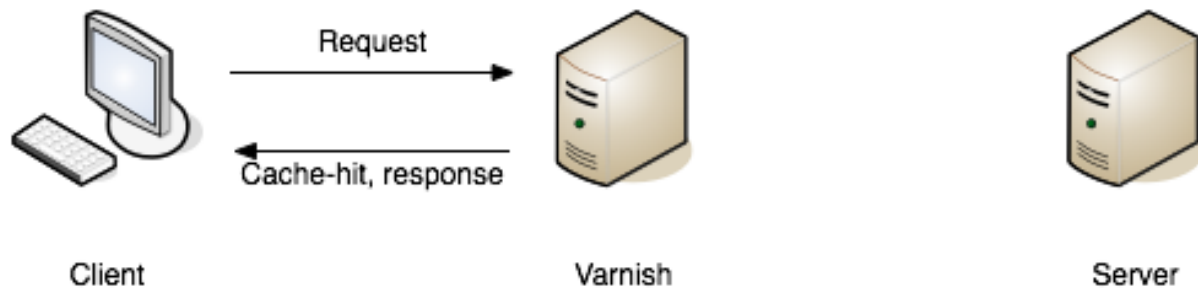 Request
Cache-hit, response
Client
Varnish
Server